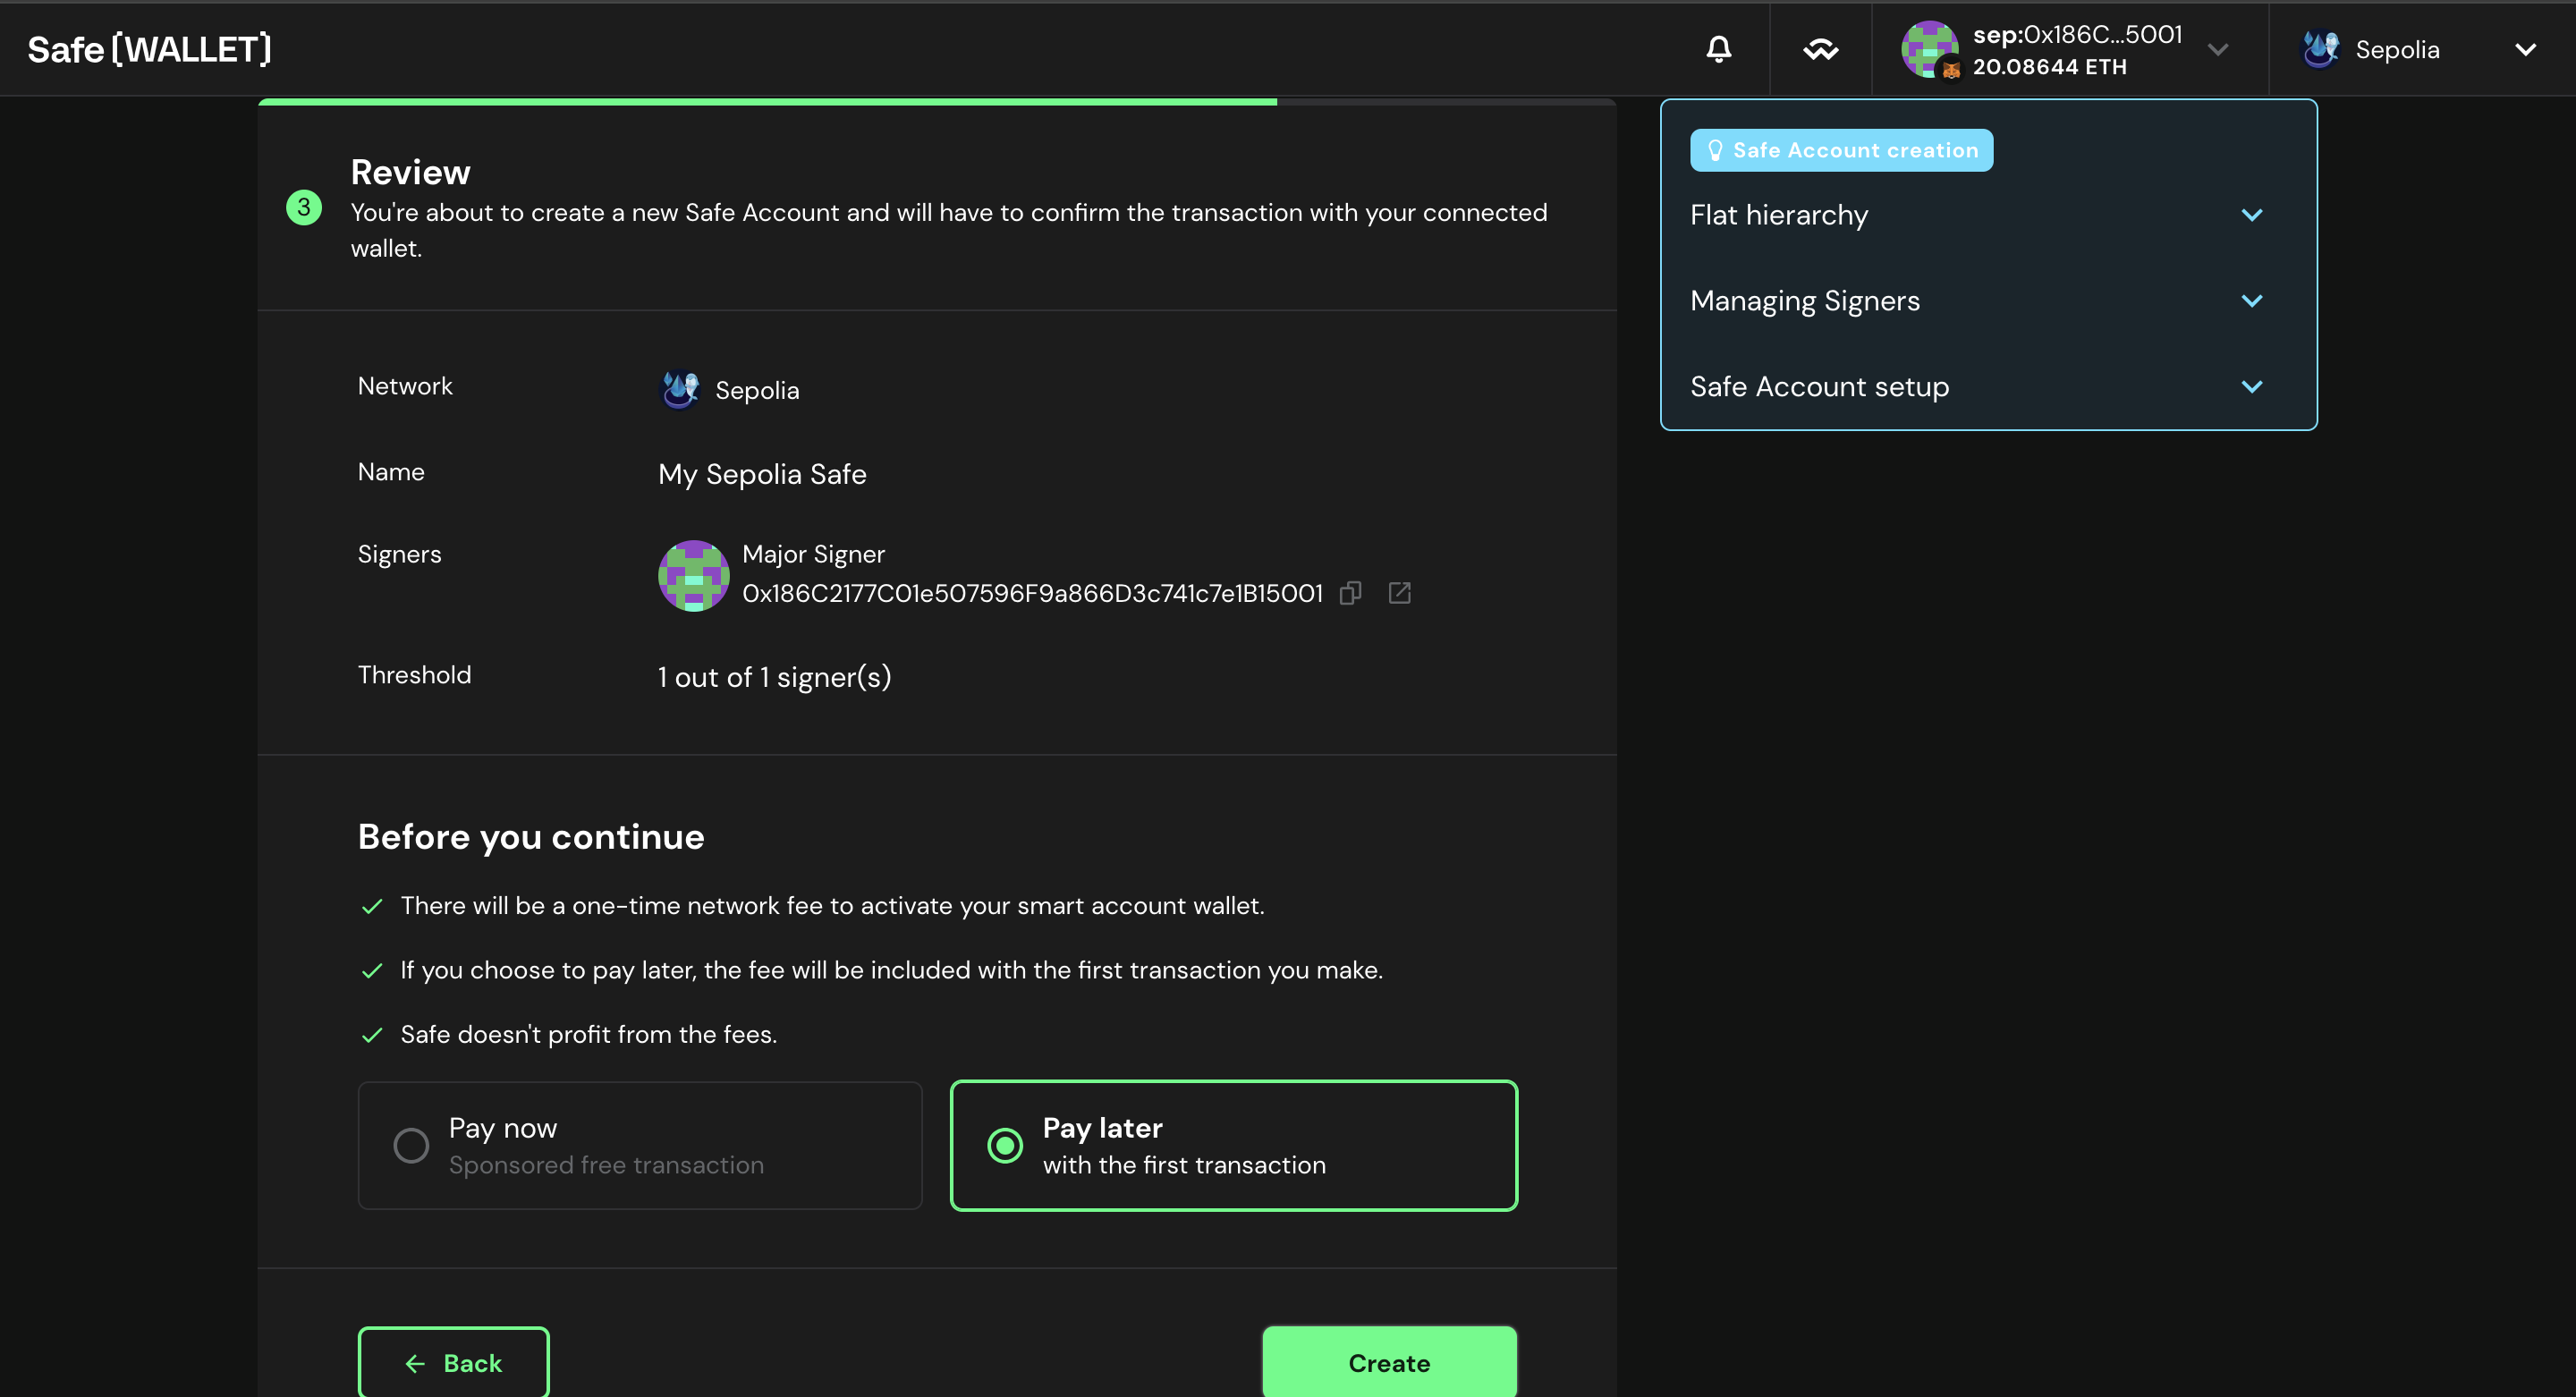 Safe[WALLET]
sep:0x186C...5001
20.08644 ETH
Sepolia
3
Review
You're about to create a new Safe Account and will have to confirm the transaction with your connected
wallet.
Network
Sepolia
Name
My Sepolia Safe
Signers
Major Signer
0x186C2177C01e507596F9a866D3c741c7e1B15001
Threshold
1 out of 1 signer(s)
Before you continue
There will be a one-time network fee to activate your smart account wallet.
If you choose to pay later, the fee will be included with the first transaction you make.
Safe doesn't profit from the fees.
Pay now
Sponsored free transaction
Pay later
with the first transaction
Back
Create
Safe Account creation
Flat hierarchy
Managing Signers
Safe Account setup